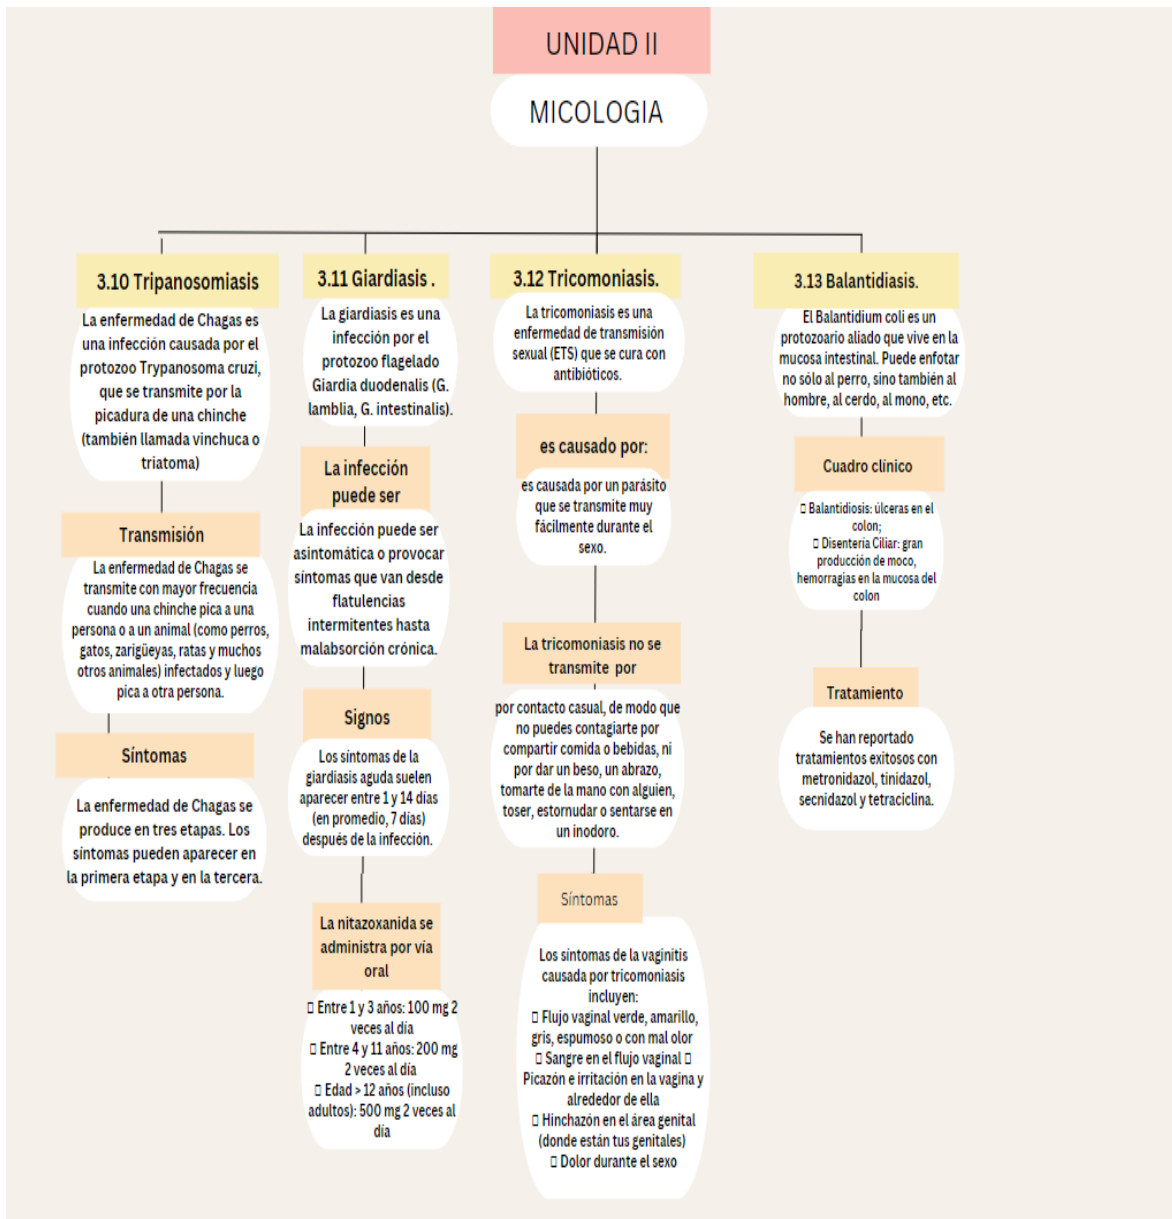 UNIDAD II
MICOLOGIA
3.10 Tripanosomiasis
La enfermedad de Chagas es
una infección causada por el
protozoo Trypanosoma cruzi,
que se transmite por la
picadura de una chinche
(también llamada vinchuca o
triatoma)
Transmisión
La enfermedad de Chagas se
transmite con mayor frecuencia
cuando una chinche pica a una
persona o a un animal (como perros,
gatos, zarigüeyas, ratas y muchos
otros animales) infectados y luego
pica a otra persona.
Síntomas
La enfermedad de Chagas se
produce en tres etapas. Los
síntomas pueden aparecer en
la primera etapa y en la tercera.
3.11 Giardiasis .
La giardiasis es una
infección por el
protozoo flagelado
Giardia duodenalis (G.
lamblia, G. intestinalis).
La infección
puede ser
La infección puede ser
asintomática o provocar
síntomas que van desde
flatulencias
intermitentes hasta
malabsorción crónica.
Signos
Los síntomas de la
giardiasis aguda suelen
aparecer entre 1 y 14 días
(en promedio, 7 días)
después de la infección.
La nitazoxanida se
administra por vía
oral
▯ Entre 1 y 3 años: 100 mg 2
veces al día
▯ Entre 4 y 11 años: 200 mg
2 veces al día
▯ Edad > 12 años (incluso
adultos): 500 mg 2 veces al
día
3.12 Tricomoniasis.
La tricomoniasis es una
enfermedad de transmisión
sexual (ETS) que se cura con
antibióticos.
es causado por:
es causada por un parásito
que se transmite muy
fácilmente durante el
sexo.
La tricomoniasis no se
transmite por
por contacto casual, de modo que
no puedes contagiarte por
compartir comida o bebidas, ni
por dar un beso, un abrazo,
tomarte de la mano con alguien,
toser, estornudar o sentarse en
un inodoro.
Síntomas
Los síntomas de la vaginitis
causada por tricomoniasis
incluyen:
▯ Flujo vaginal verde, amarillo,
gris, espumoso o con mal olor
▯ Sangre en el flujo vaginal ▯
Picazón e irritación en la vagina y
alrededor de ella
▯ Hinchazón en el área genital
(donde están tus genitales)
▯ Dolor durante el sexo
3.13 Balantidiasis.
El Balantidium coli es un
protozoario aliado que vive en la
mucosa intestinal. Puede enfotar
no sólo al perro, sino también al
hombre, al cerdo, al mono, etc.
Cuadro clínico
▯ Balantidiosis: úlceras en el
colon;
▯ Disentería Ciliar: gran
producción de moco,
hemorragias en la mucosa del
colon
Tratamiento
Se han reportado
tratamientos exitosos con
metronidazol, tinidazol,
secnidazol y tetraciclina.